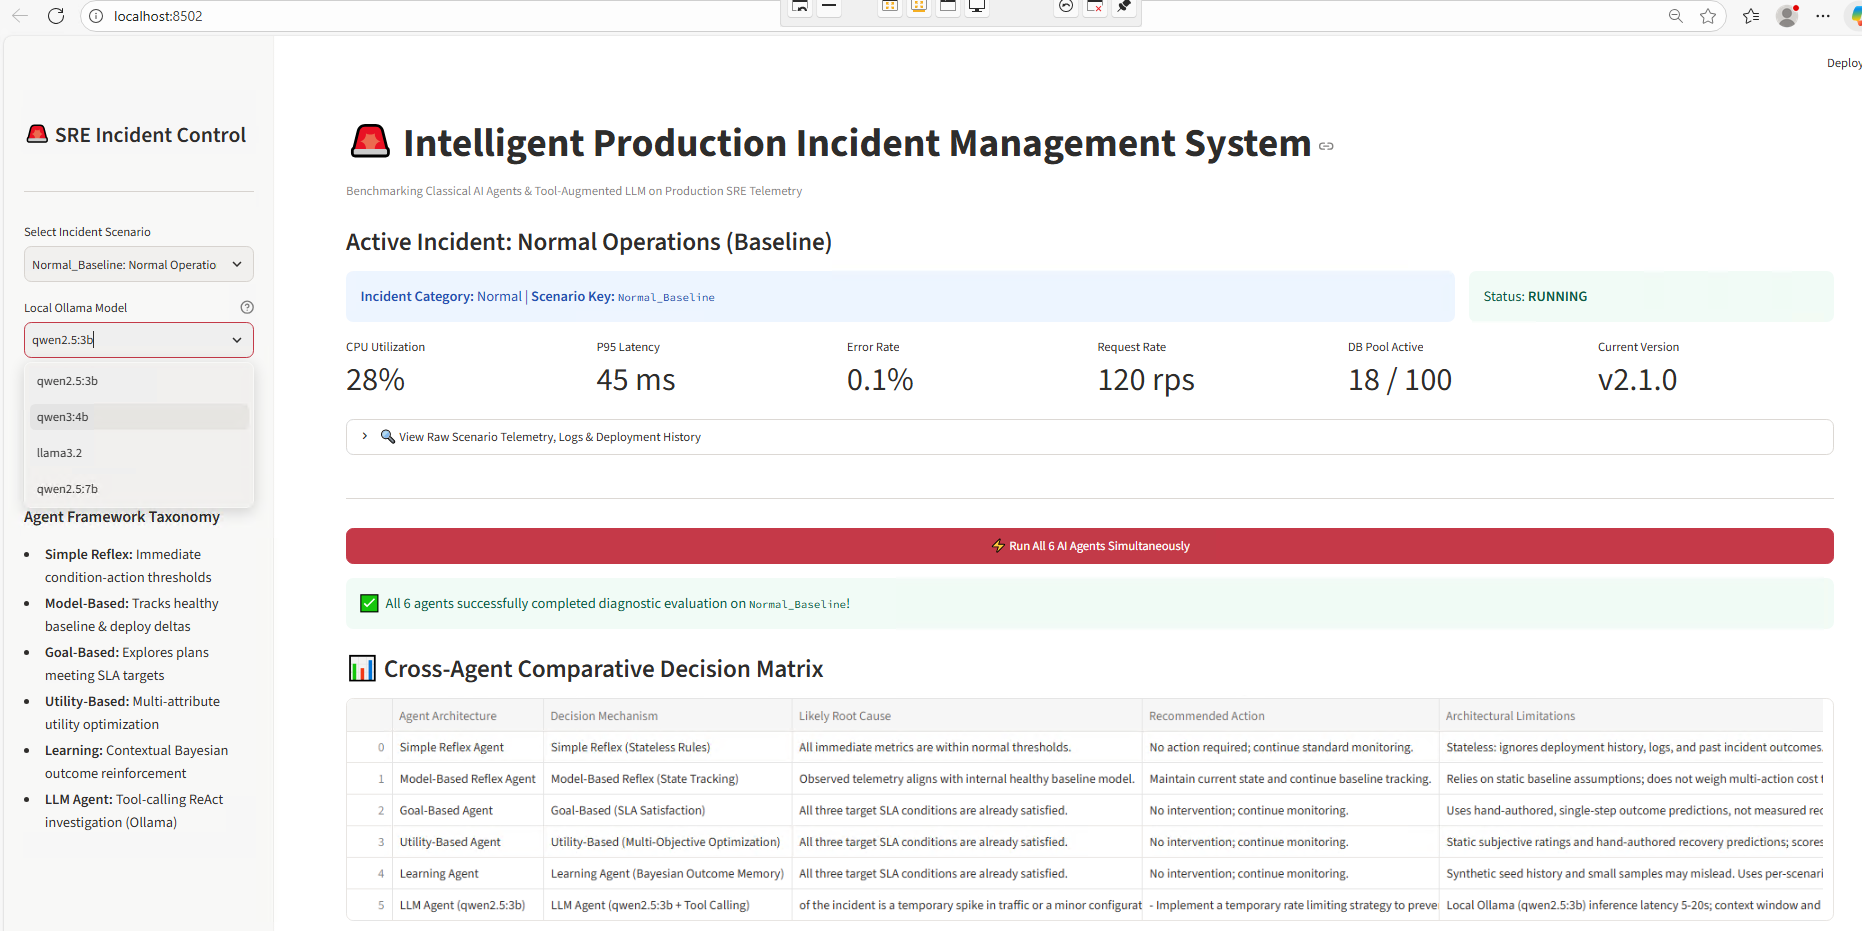 localhost:8502
Deploy
🚨 SRE Incident Control
Select Incident Scenario
Normal_Baseline: Normal Operatio
Local Ollama Model
qwen2.5:3b
qwen2.5:3b
qwen3:4b
llama3.2
qwen2.5:7b
Agent Framework Taxonomy
• Simple Reflex: Immediate
condition-action thresholds
• Model-Based: Tracks healthy
baseline & deploy deltas
• Goal-Based: Explores plans
meeting SLA targets
• Utility-Based: Multi-attribute
utility optimization
• Learning: Contextual Bayesian
outcome reinforcement
• LLM Agent: Tool-calling ReAct
investigation (Ollama)
🚨 Intelligent Production Incident Management System
Benchmarking Classical AI Agents & Tool-Augmented LLM on Production SRE Telemetry
Active Incident: Normal Operations (Baseline)
Incident Category: Normal | Scenario Key: Normal_Baseline
Status: RUNNING
CPU Utilization
28%
P95 Latency
45 ms
Error Rate
0.1%
Request Rate
120 rps
DB Pool Active
18 / 100
Current Version
v2.1.0
🔍 View Raw Scenario Telemetry, Logs & Deployment History
⚡ Run All 6 AI Agents Simultaneously
✅ All 6 agents successfully completed diagnostic evaluation on Normal_Baseline!
📊 Cross-Agent Comparative Decision Matrix
Agent Architecture Decision Mechanism Likely Root Cause Recommended Action Architectural Limitations
0 Simple Reflex Agent Simple Reflex (Stateless Rules) All immediate metrics are within normal thresholds. No action required; continue standard monitoring. Stateless: ignores deployment history, logs, and past incident outcomes.
1 Model-Based Reflex Agent Model-Based Reflex (State Tracking) Observed telemetry aligns with internal healthy baseline model. Maintain current state and continue baseline tracking. Relies on static baseline assumptions; does not weigh multi-action cost
2 Goal-Based Agent Goal-Based (SLA Satisfaction) All three target SLA conditions are already satisfied. No intervention; continue monitoring. Uses hand-authored, single-step outcome predictions, not measured rec
3 Utility-Based Agent Utility-Based (Multi-Objective Optimization) All three target SLA conditions are already satisfied. No intervention; continue monitoring. Static subjective ratings and hand-authored recovery predictions; scores
4 Learning Agent Learning Agent (Bayesian Outcome Memory) All three target SLA conditions are already satisfied. No intervention; continue monitoring. Synthetic seed history and small samples may mislead. Uses per-scenari
5 LLM Agent (qwen2.5:3b) LLM Agent (qwen2.5:3b + Tool Calling) of the incident is a temporary spike in traffic or a minor configurat - Implement a temporary rate limiting strategy to preve Local Ollama (qwen2.5:3b) inference latency 5-20s; context window and